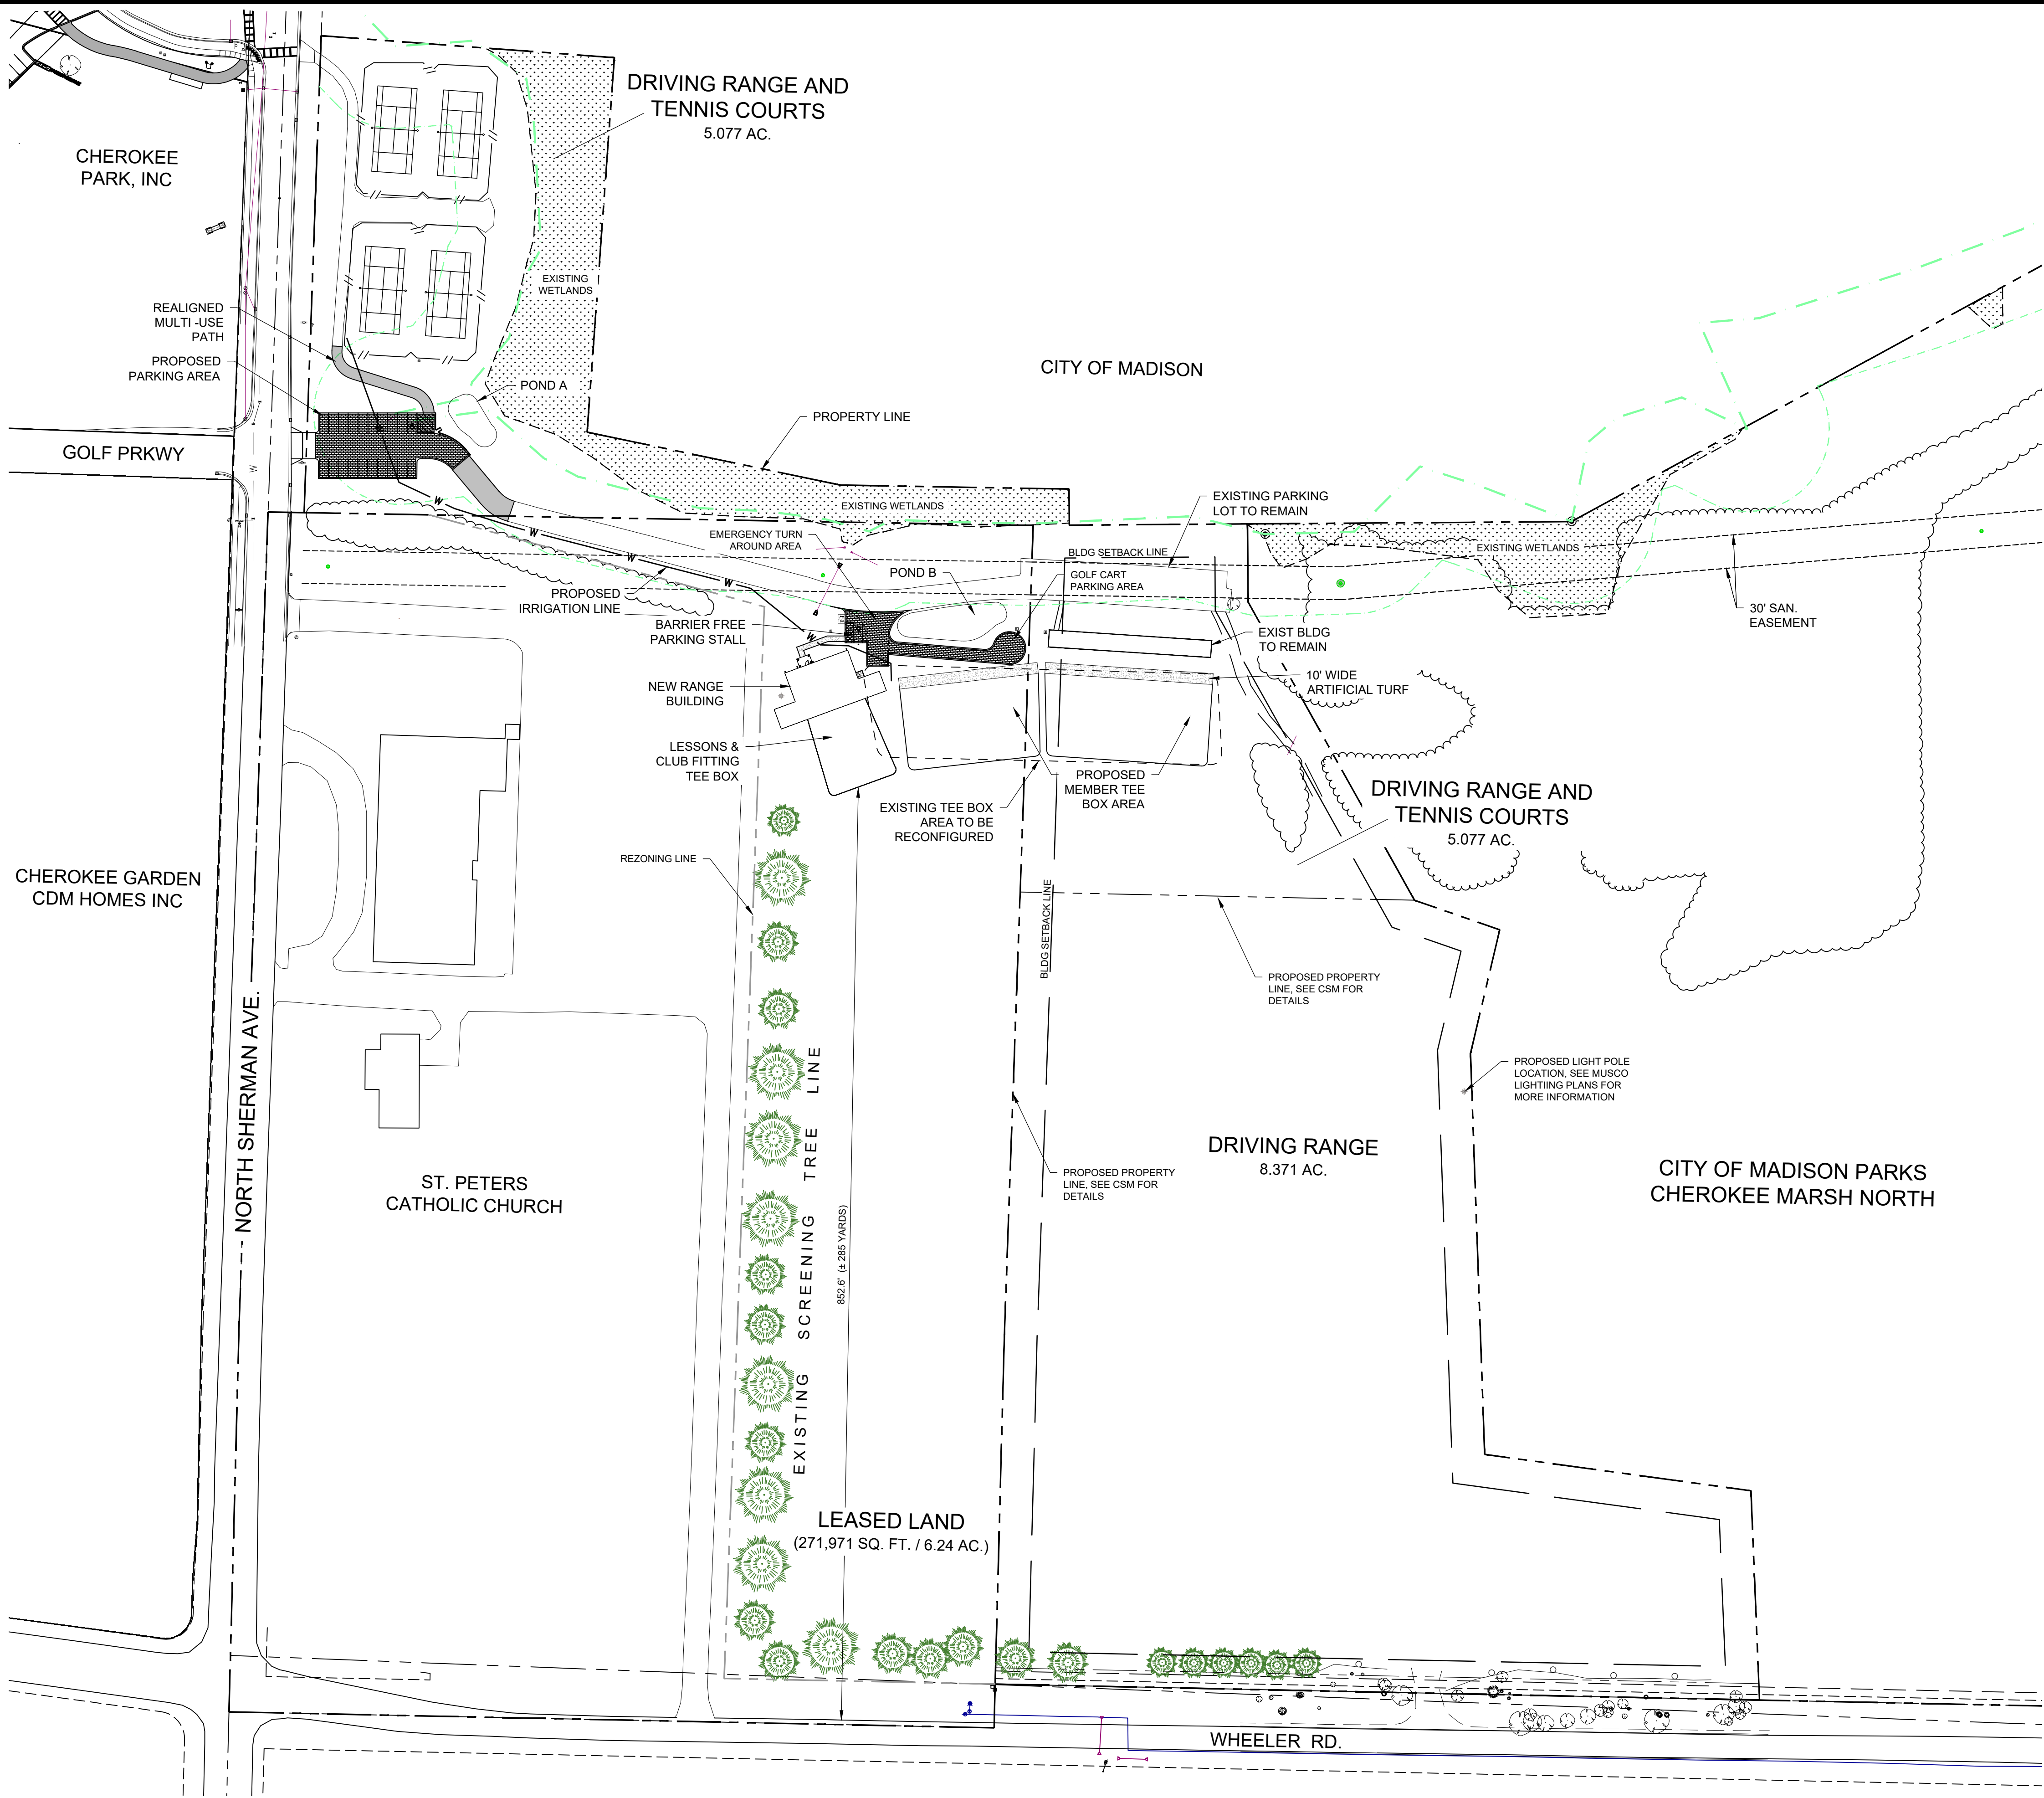 DRIVING RANGE AND
TENNIS COURTS
5.077 AC.
CHEROKEE
PARK, INC
EXISTING
WETLANDS
REALIGNED
MULTI -USE
PATH
PROPOSED
PARKING AREA
POND A
CITY OF MADISON
PROPERTY LINE
GOLF PRKWY
W
W
W
W
W
W
EXISTING WETLANDS
EXISTING PARKING
LOT TO REMAIN
EMERGENCY TURN
AROUND AREA
BLDG SETBACK LINE
EXISTING WETLANDS
POND B
GOLF CART
PARKING AREA
PROPOSED
IRRIGATION LINE
30' SAN.
EASEMENT
BARRIER FREE
PARKING STALL
EXIST BLDG
TO REMAIN
NEW RANGE
BUILDING
10' WIDE
ARTIFICIAL TURF
LESSONS &
CLUB FITTING
TEE BOX
PROPOSED
MEMBER TEE
BOX AREA
EXISTING TEE BOX
AREA TO BE
RECONFIGURED
DRIVING RANGE AND
TENNIS COURTS
5.077 AC.
REZONING LINE
CHEROKEE GARDEN
CDM HOMES INC
BLDG SETBACK LINE
PROPOSED PROPERTY
LINE, SEE CSM FOR
DETAILS
NORTH SHERMAN AVE.
PROPOSED LIGHT POLE
LOCATION, SEE MUSCO
LIGHTIING PLANS FOR
MORE INFORMATION
EXISTING SCREENING TREE LINE
DRIVING RANGE
8.371 AC.
PROPOSED PROPERTY
LINE, SEE CSM FOR
DETAILS
ST. PETERS
CATHOLIC CHURCH
CITY OF MADISON PARKS
CHEROKEE MARSH NORTH
852.6' (± 285 YARDS)
LEASED LAND
(271,971 SQ. FT. / 6.24 AC.)
WHEELER RD.